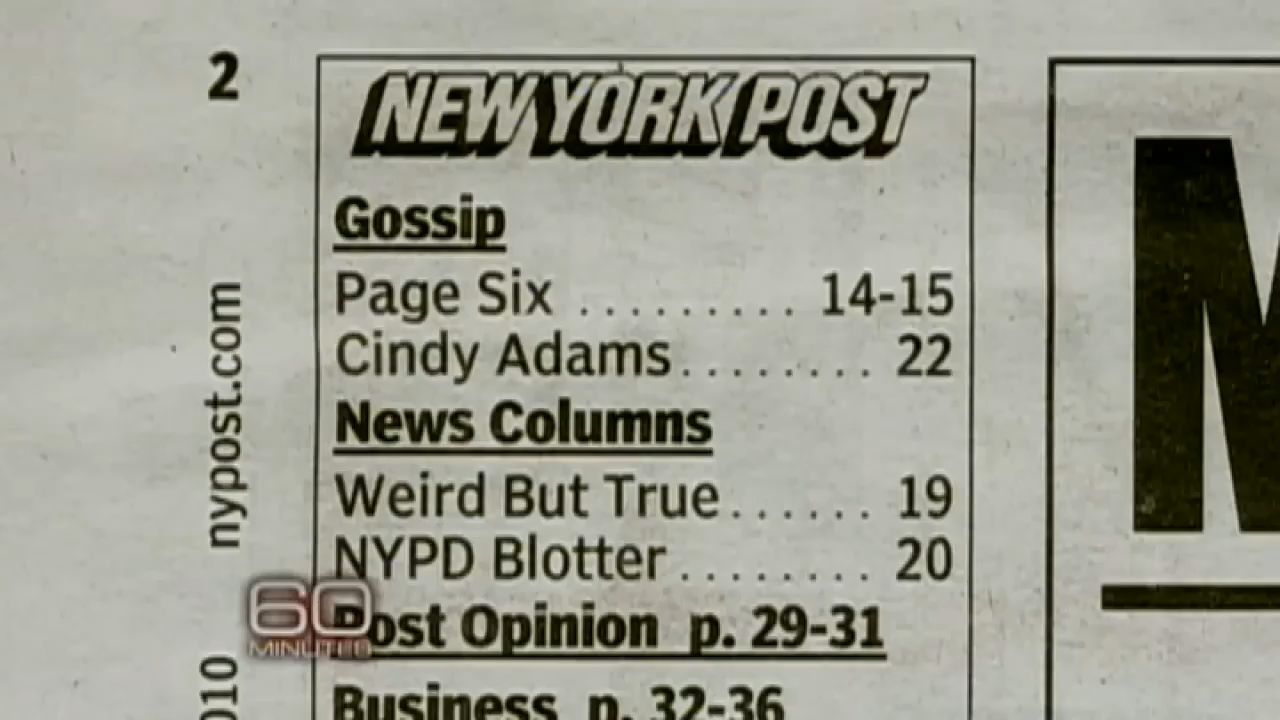 2
NEW YORK POST
Gossip
Page Six ......... 14-15
Cindy Adams ........ 22
News Columns
Weird But True ...... 19
NYPD Blotter ........ 20
Post Opinion p. 29-31
Business p. 32-36
nypost.com
010
60
MINUTES
M